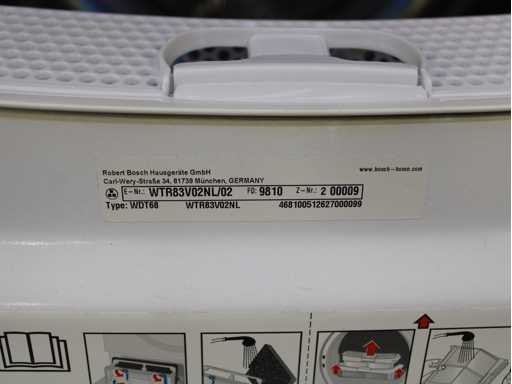 Robert Bosch Hausgeräte GmbH
www.bosch-home.com
Carl-Wery-Straße 34, 81739 München, GERMANY
E-Nr.: WTR83V02NL/02 FD: 9810 Z-Nr.: 2 00009
Type: WDT68 WTR83V02NL 468100512627000099